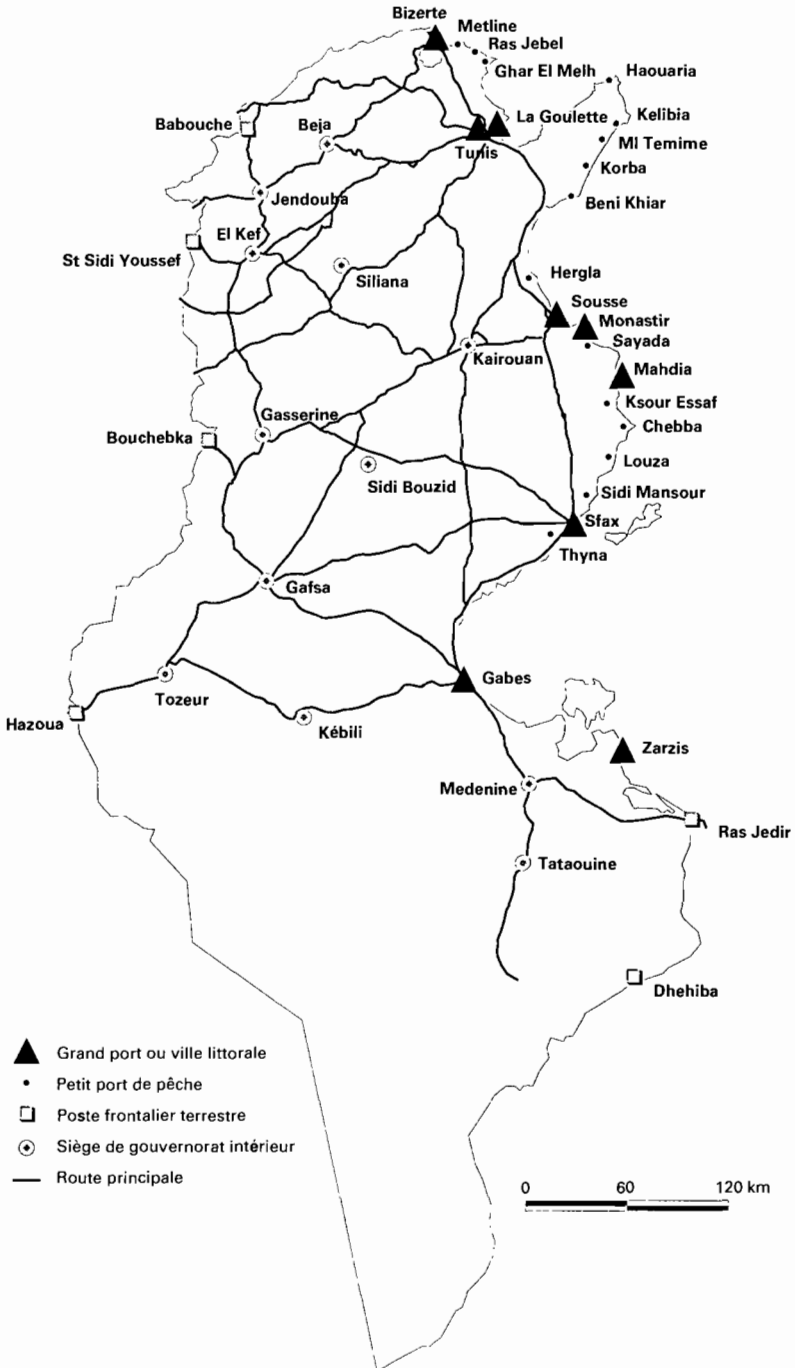 Bizerte
Metline
Ras Jebel
Ghar El Melh
Haouaria
La Goulette
Kelibia
Babouche
Beja
Tunis
Ml Temime
Korba
Jendouba
Beni Khiar
El Kef
St Sidi Youssef
Siliana
Hergla
Sousse
Monastir
Sayada
Kairouan
Mahdia
Ksour Essaf
Gasserine
Chebba
Bouchebka
Louza
Sidi Bouzid
Sidi Mansour
Sfax
Thyna
Gafsa
Gabes
Tozeur
Hazoua
Kébili
Zarzis
Medenine
Ras Jedir
Tataouine
Dhehiba
Grand port ou ville littorale
Petit port de pêche
Poste frontalier terrestre
Siège de gouvernorat intérieur
Route principale
0 60 120 km